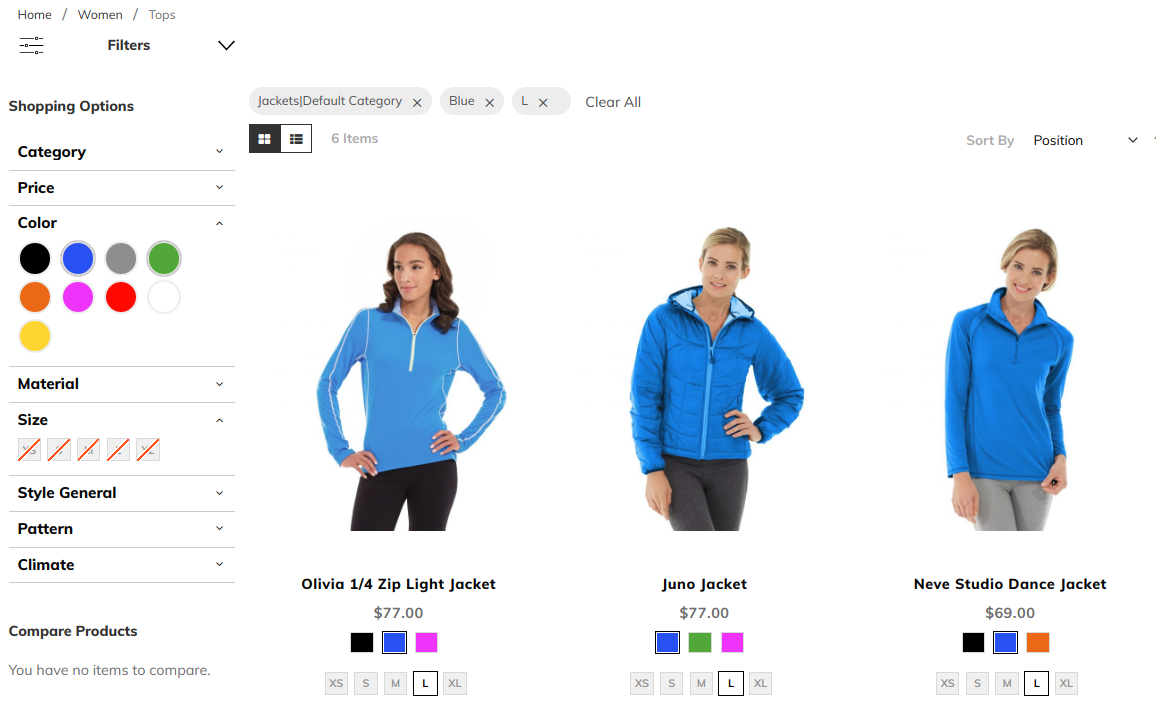 Home / Women / Tops
Filters
Shopping Options
Category
Price
Color
Material
Size
Style General
Pattern
Climate
Compare Products
You have no items to compare.
Jackets|Default Category × Blue × L × Clear All
6 Items
Sort By Position
Olivia 1/4 Zip Light Jacket
$77.00
XS S M L XL
Juno Jacket
$77.00
XS S M L XL
Neve Studio Dance Jacket
$69.00
XS S M L XL